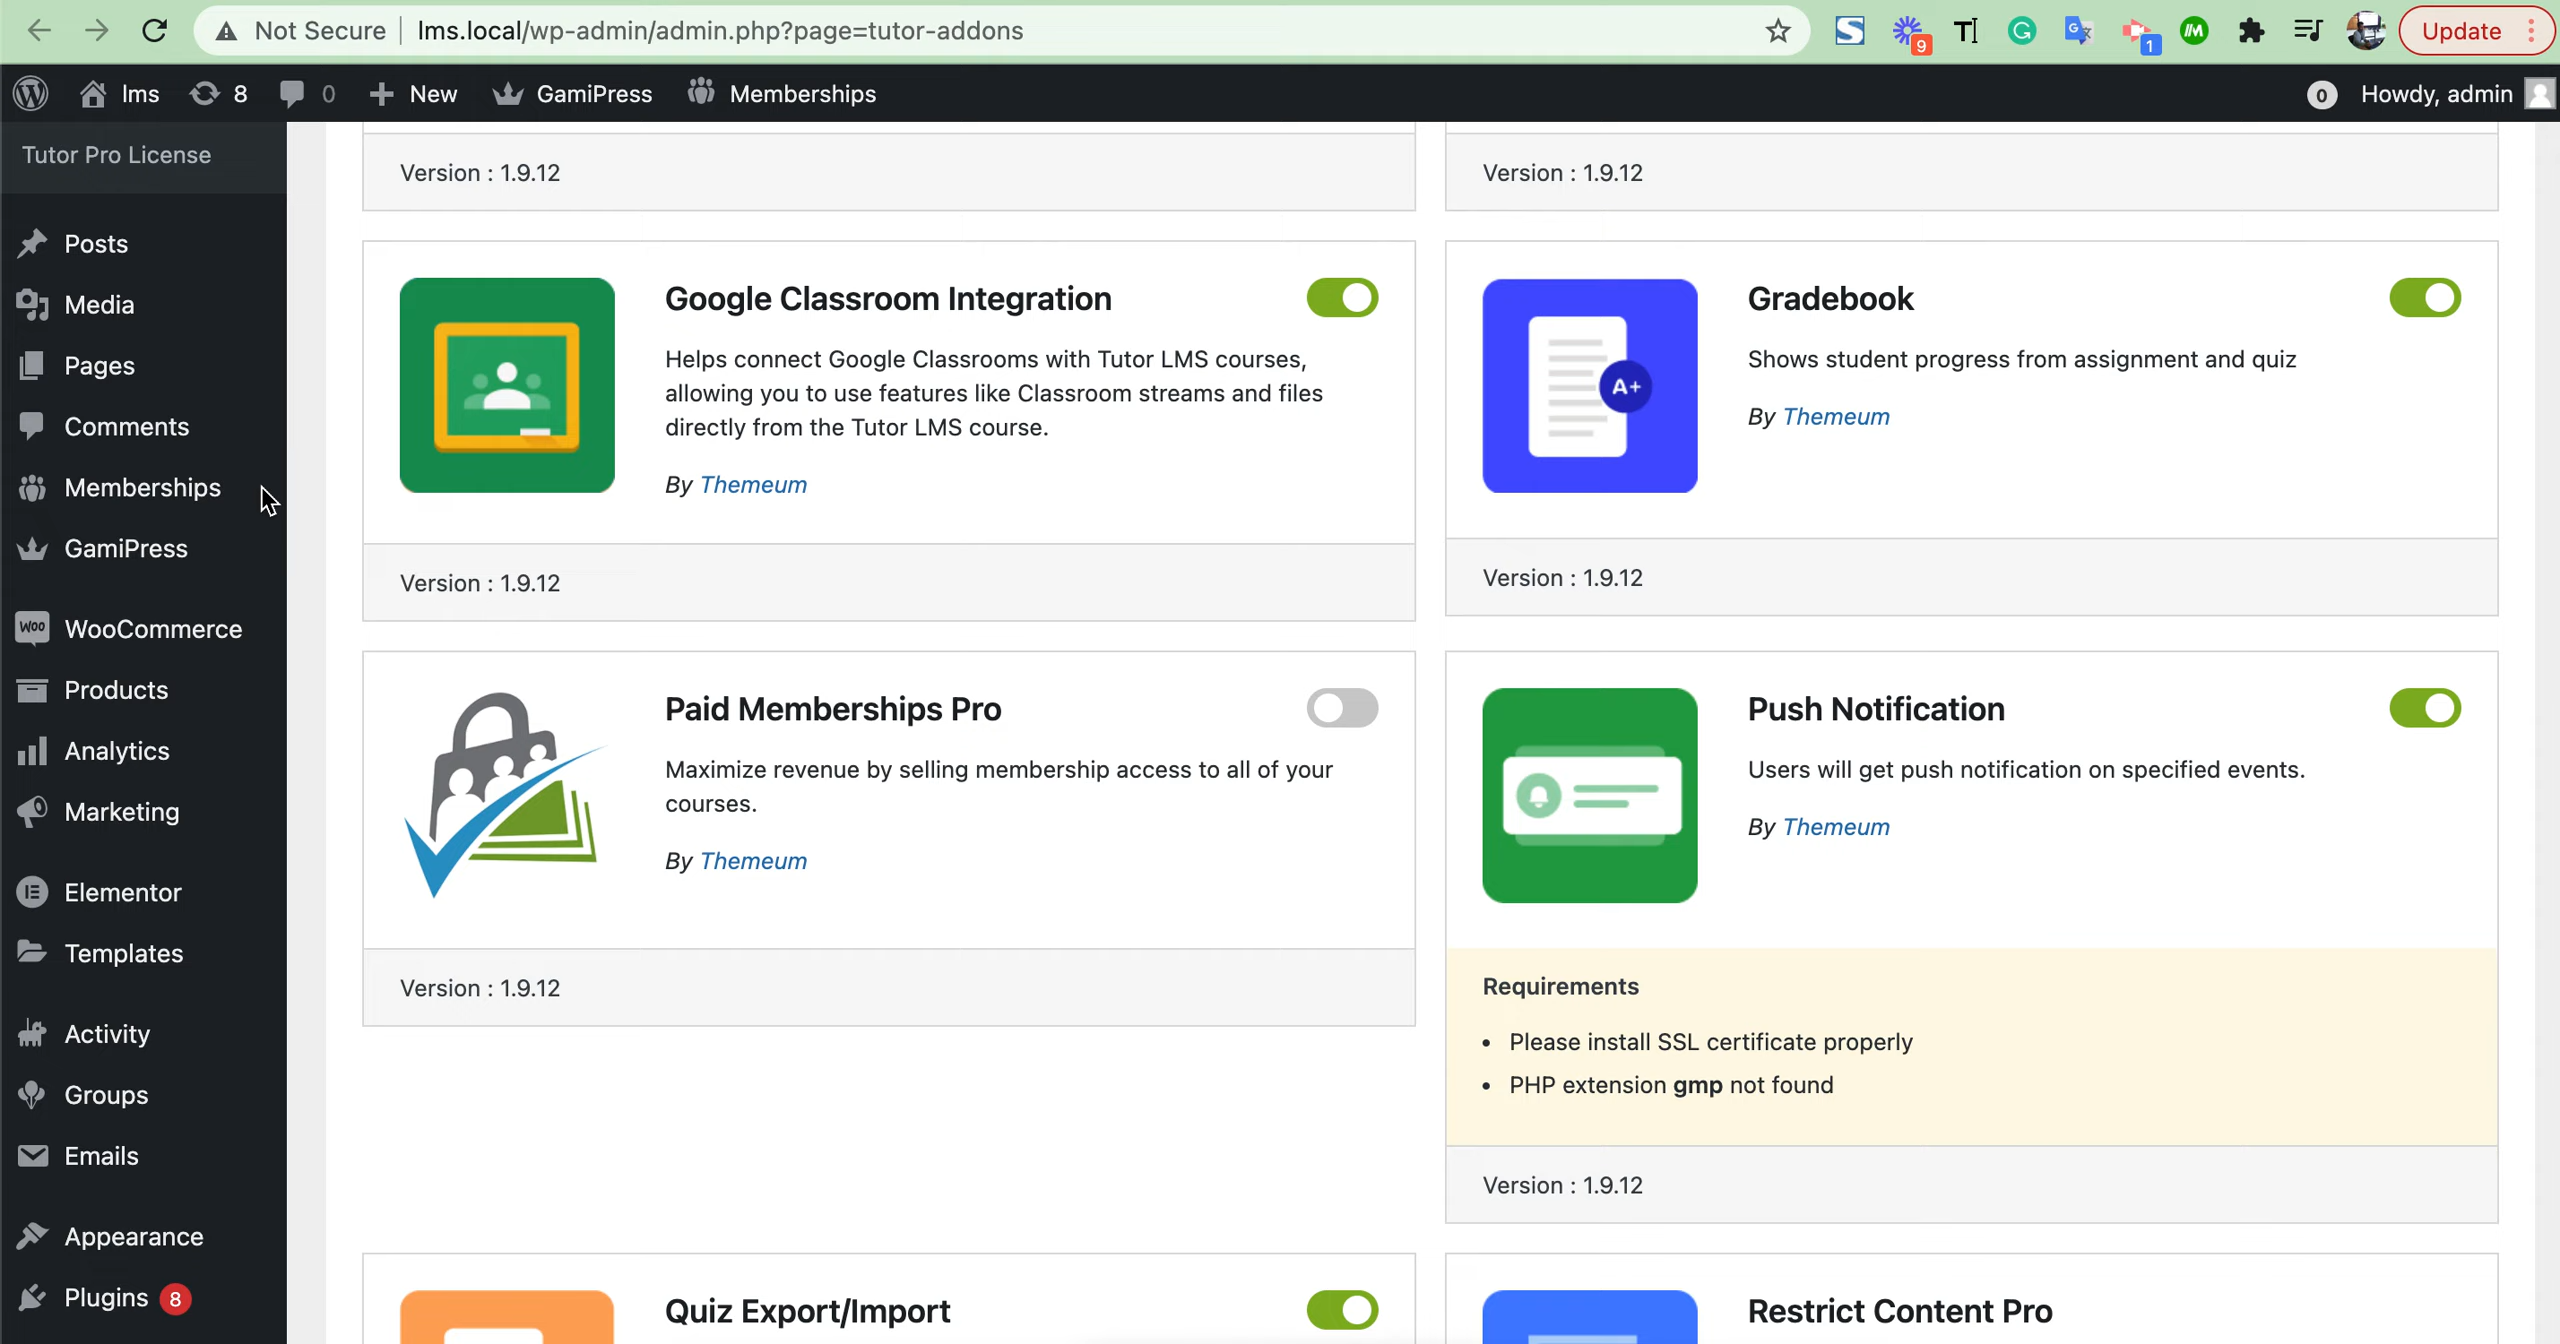 Not Secure
lms.local/wp-admin/admin.php?page=tutor-addons
9
T
G
1
Update
lms
8
0
New
GamiPress
Memberships
0
Howdy, admin
Tutor Pro License
Posts
Media
Pages
Comments
Memberships
GamiPress
Woo WooCommerce
Products
Analytics
Marketing
Elementor
Templates
Activity
Groups
Emails
Appearance
Plugins 8
Version : 1.9.12
Version : 1.9.12
Google Classroom Integration
Helps connect Google Classrooms with Tutor LMS courses,
allowing you to use features like Classroom streams and files
directly from the Tutor LMS course.
By Themeum
Version : 1.9.12
A+
Gradebook
Shows student progress from assignment and quiz
By Themeum
Version : 1.9.12
Paid Memberships Pro
Maximize revenue by selling membership access to all of your
courses.
By Themeum
Version : 1.9.12
Push Notification
Users will get push notification on specified events.
By Themeum
Requirements
• Please install SSL certificate properly
• PHP extension gmp not found
Version : 1.9.12
Quiz Export/Import
Restrict Content Pro